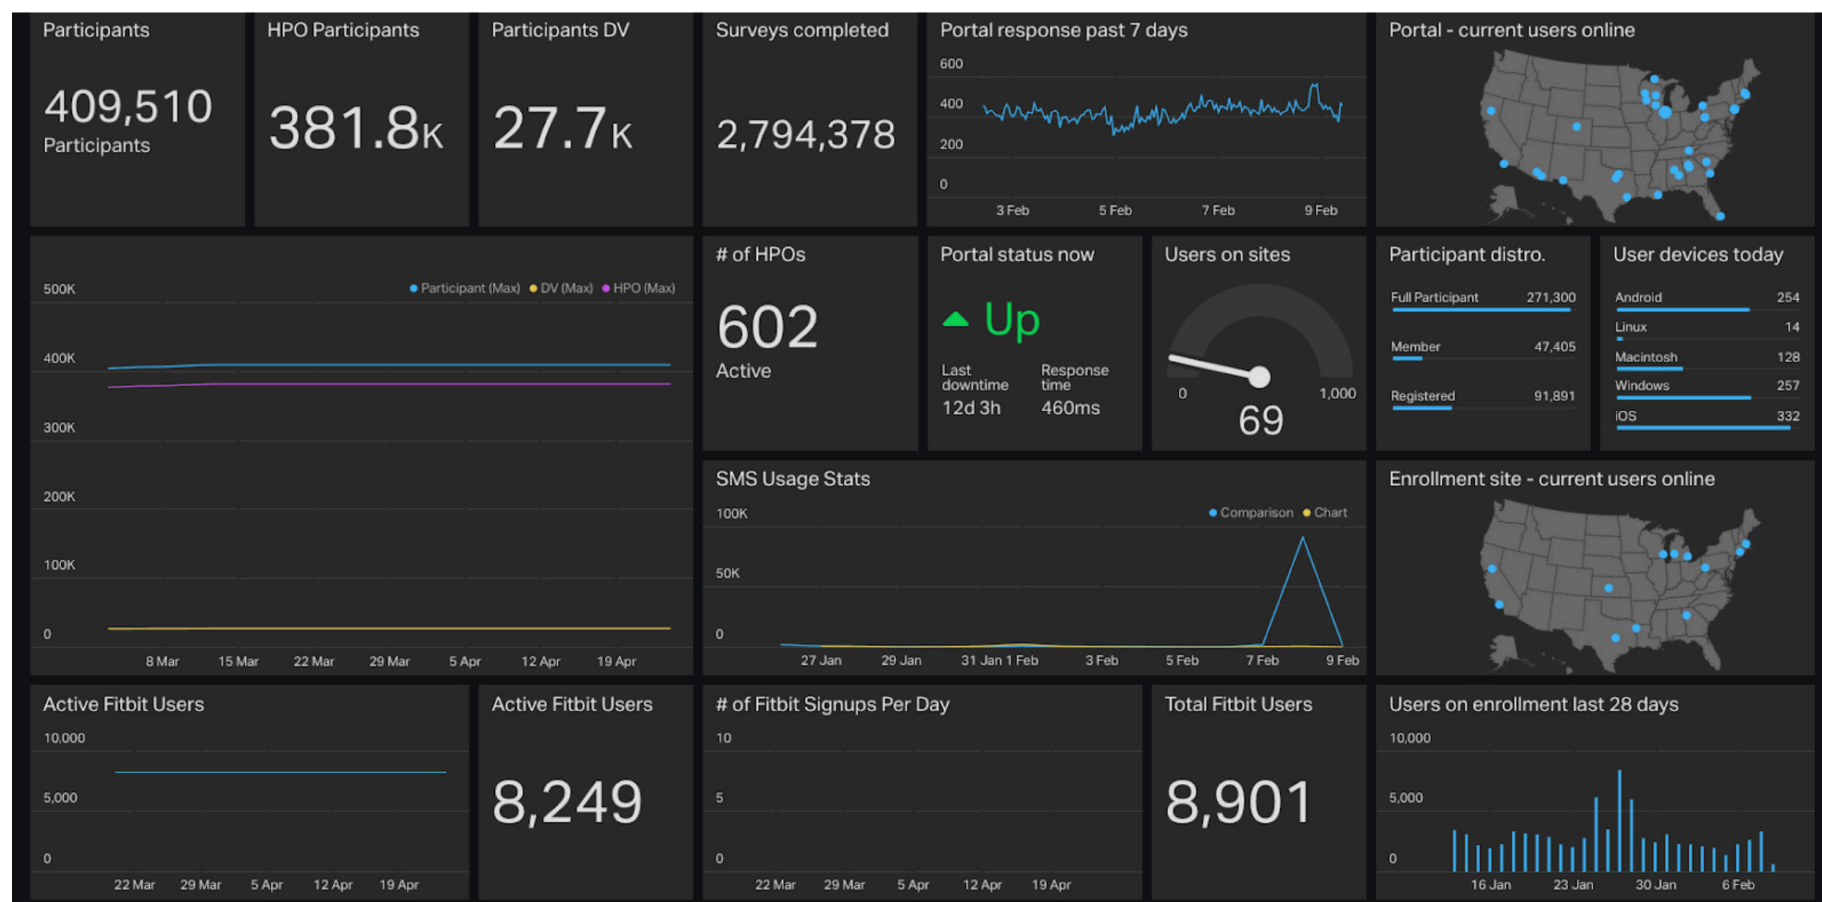 Participants
409,510
Participants
HPO Participants
381.8K
Participants DV
27.7K
Surveys completed
2,794,378
Portal response past 7 days
600
400
200
0
3 Feb 5 Feb 7 Feb 9 Feb
Portal - current users online
Participant (Max) DV (Max) HPO (Max)
500K
400K
300K
200K
100K
0
8 Mar 15 Mar 22 Mar 29 Mar 5 Apr 12 Apr 19 Apr
# of HPOs
602
Active
Portal status now
Up
Last downtime
12d 3h
Response time
460ms
Users on sites
0 1,000
69
Participant distro.
Full Participant 271,300
Member 47,405
Registered 91,891
User devices today
Android 254
Linux 14
Macintosh 128
Windows 257
iOS 332
SMS Usage Stats
Comparison Chart
100K
50K
0
27 Jan 29 Jan 31 Jan 1 Feb 3 Feb 5 Feb 7 Feb 9 Feb
Enrollment site - current users online
Active Fitbit Users
10,000
5,000
0
22 Mar 29 Mar 5 Apr 12 Apr 19 Apr
Active Fitbit Users
8,249
# of Fitbit Signups Per Day
10
5
0
22 Mar 29 Mar 5 Apr 12 Apr 19 Apr
Total Fitbit Users
8,901
Users on enrollment last 28 days
10,000
5,000
0
16 Jan 23 Jan 30 Jan 6 Feb